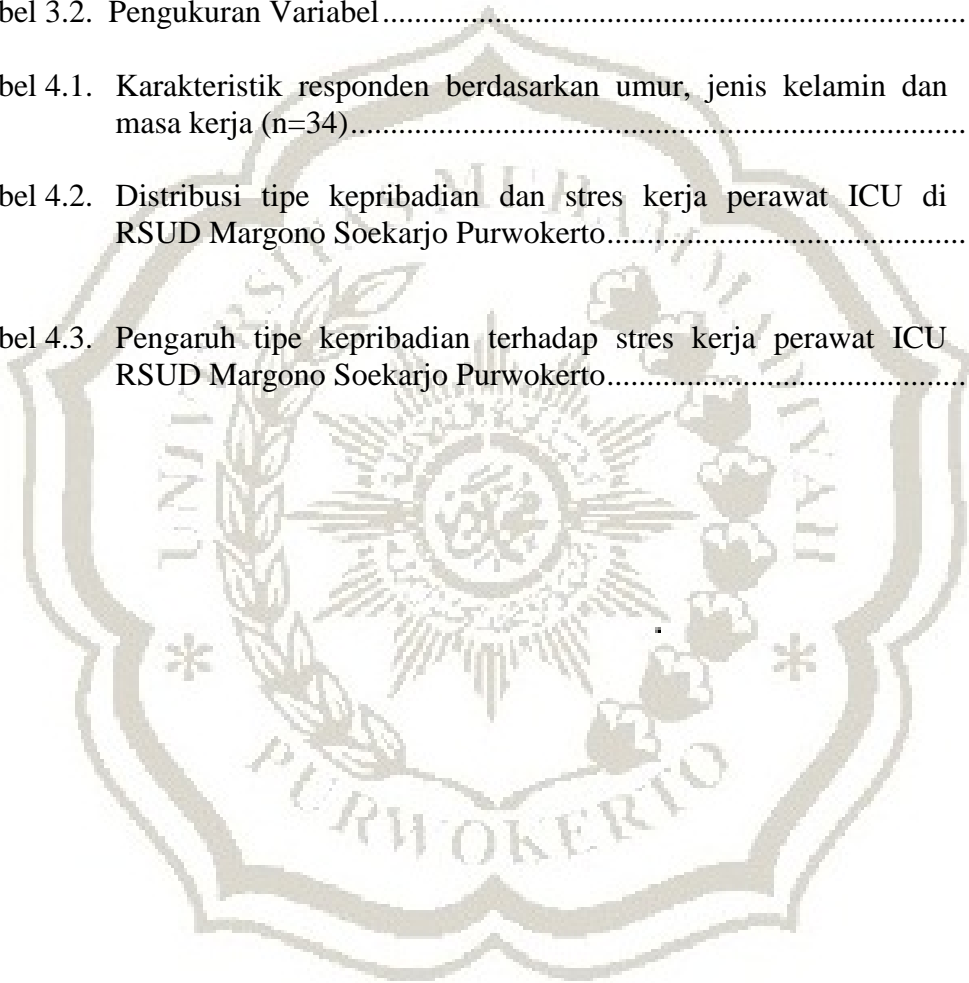 bel 3.2. Pengukuran Variabel..........................................................................
bel 4.1. Karakteristik responden berdasarkan umur, jenis kelamin dan
masa kerja (n=34)..............................................................................
bel 4.2. Distribusi tipe kepribadian dan stres kerja perawat ICU di
RSUD Margono Soekarjo Purwokerto..............................................
bel 4.3. Pengaruh tipe kepribadian terhadap stres kerja perawat ICU
RSUD Margono Soekarjo Purwokerto..............................................
UNIVERSITAS MUHAMMADIYAH
PURWOKERTO